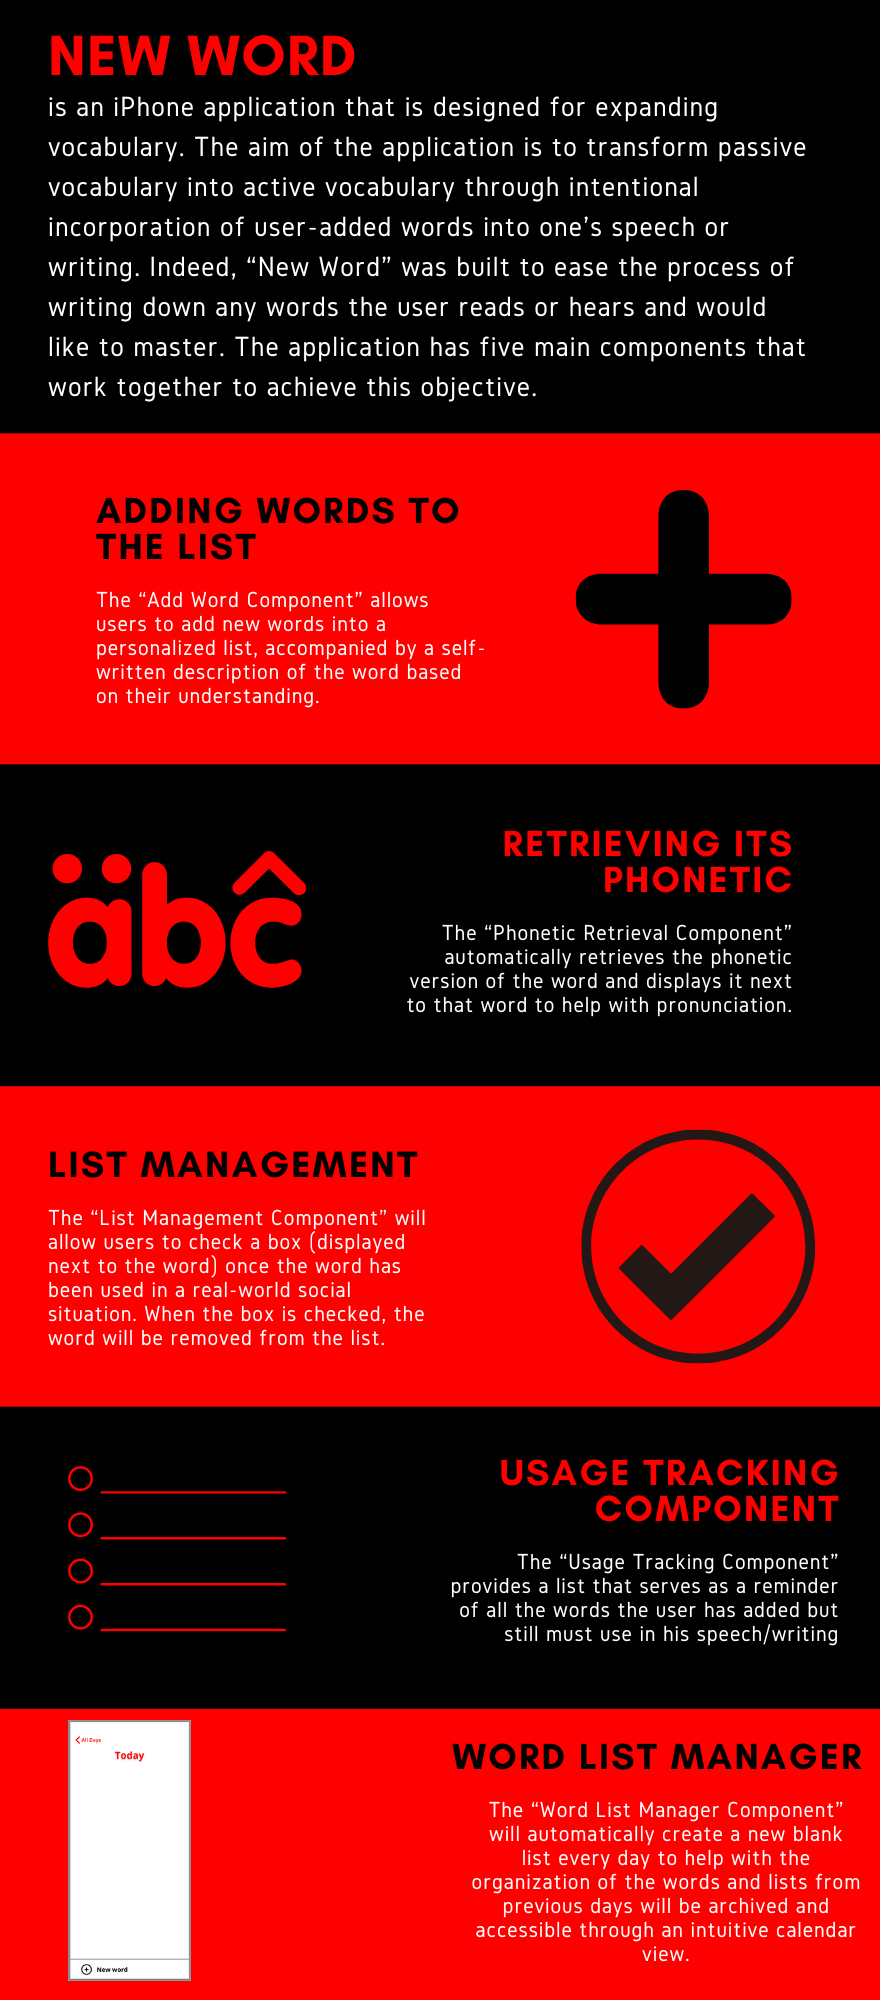 NEW WORD
is an iPhone application that is designed for expanding
vocabulary. The aim of the application is to transform passive
vocabulary into active vocabulary through intentional
incorporation of user-added words into one’s speech or
writing. Indeed, “New Word” was built to ease the process of
writing down any words the user reads or hears and would
like to master. The application has five main components that
work together to achieve this objective.
ADDING WORDS TO
THE LIST
The “Add Word Component” allows
users to add new words into a
personalized list, accompanied by a self-
written description of the word based
on their understanding.
äbĉ
RETRIEVING ITS
PHONETIC
The “Phonetic Retrieval Component”
automatically retrieves the phonetic
version of the word and displays it next
to that word to help with pronunciation.
LIST MANAGEMENT
The “List Management Component” will
allow users to check a box (displayed
next to the word) once the word has
been used in a real-world social
situation. When the box is checked, the
word will be removed from the list.
USAGE TRACKING
COMPONENT
The “Usage Tracking Component”
provides a list that serves as a reminder
of all the words the user has added but
still must use in his speech/writing
All Days
Today
New word
WORD LIST MANAGER
The “Word List Manager Component”
will automatically create a new blank
list every day to help with the
organization of the words and lists from
previous days will be archived and
accessible through an intuitive calendar
view.